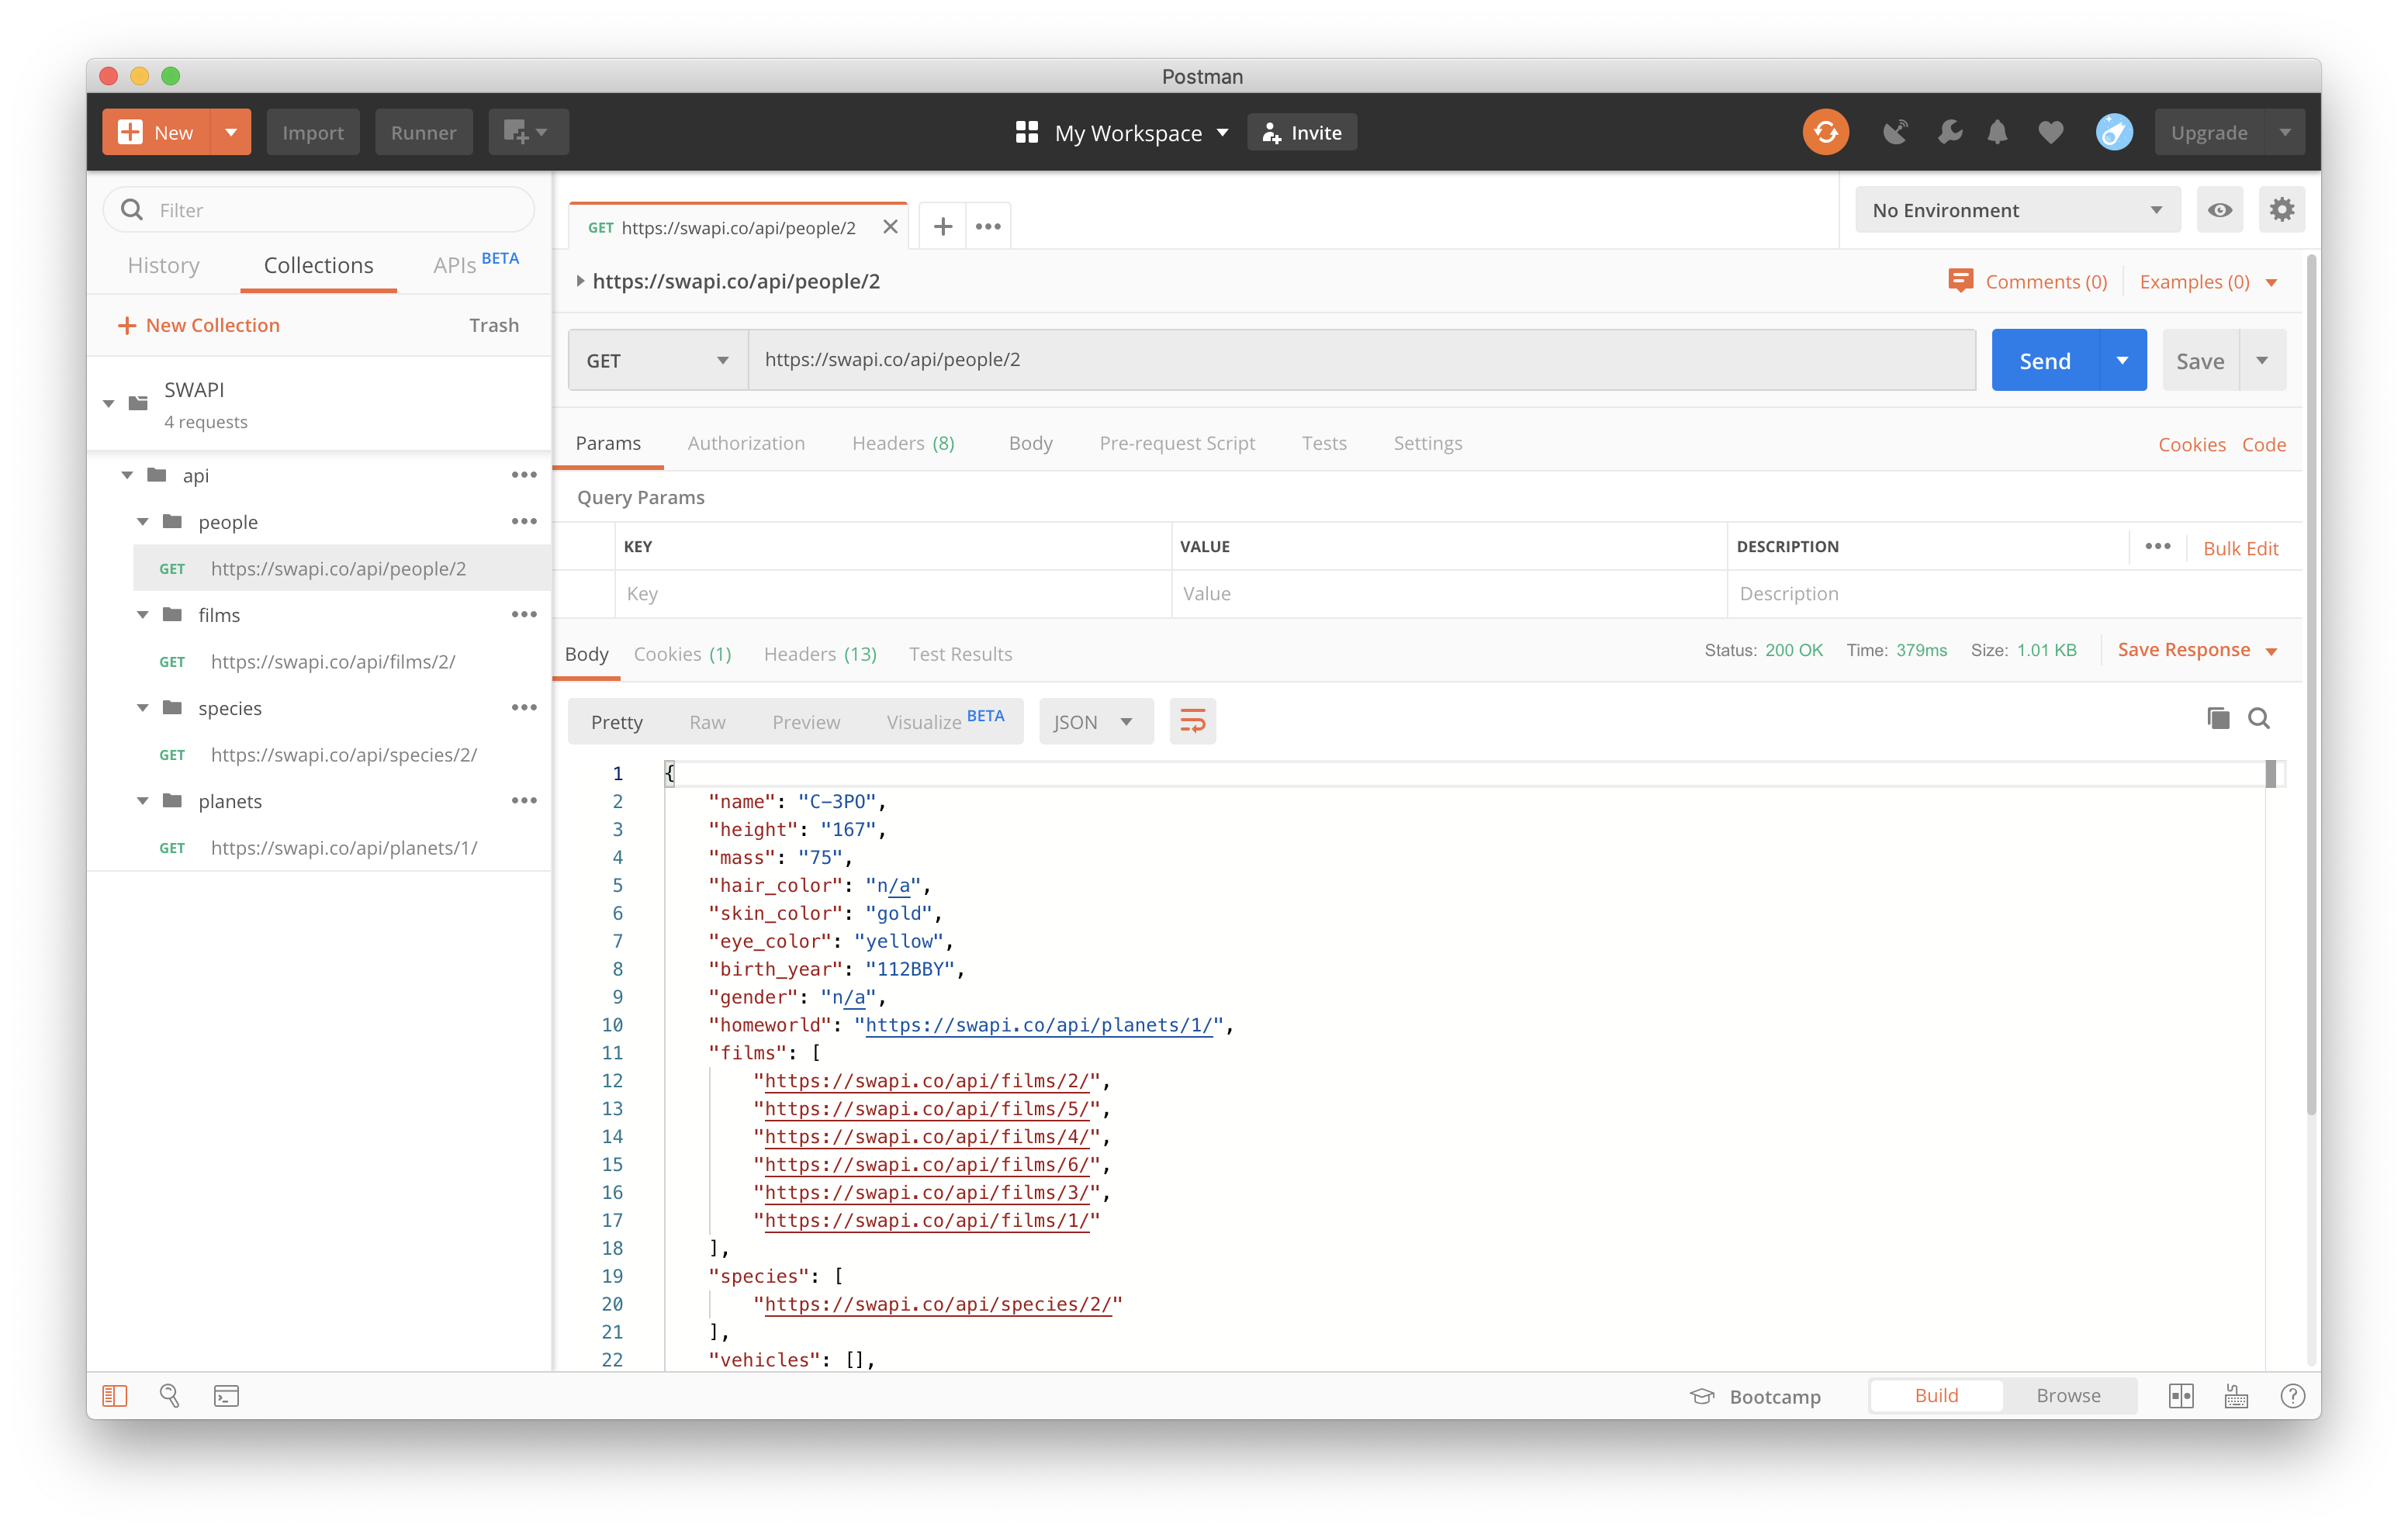 Postman
New Import Runner My Workspace Invite Upgrade
Filter
History Collections APIs BETA
+ New Collection Trash
SWAPI
4 requests
api
people
GET https://swapi.co/api/people/2
films
GET https://swapi.co/api/films/2/
species
GET https://swapi.co/api/species/2/
planets
GET https://swapi.co/api/planets/1/
GET https://swapi.co/api/people/2
No Environment
https://swapi.co/api/people/2 Comments (0) Examples (0)
GET https://swapi.co/api/people/2 Send Save
Params Authorization Headers (8) Body Pre-request Script Tests Settings Cookies Code
Query Params
KEY VALUE DESCRIPTION Bulk Edit
Key Value Description
Body Cookies (1) Headers (13) Test Results Status: 200 OK Time: 379ms Size: 1.01 KB Save Response
Pretty Raw Preview Visualize BETA JSON
1 {
2 "name": "C-3PO",
3 "height": "167",
4 "mass": "75",
5 "hair_color": "n/a",
6 "skin_color": "gold",
7 "eye_color": "yellow",
8 "birth_year": "112BBY",
9 "gender": "n/a",
10 "homeworld": "https://swapi.co/api/planets/1/",
11 "films": [
12 "https://swapi.co/api/films/2/",
13 "https://swapi.co/api/films/5/",
14 "https://swapi.co/api/films/4/",
15 "https://swapi.co/api/films/6/",
16 "https://swapi.co/api/films/3/",
17 "https://swapi.co/api/films/1/"
18 ],
19 "species": [
20 "https://swapi.co/api/species/2/"
21 ],
22 "vehicles": [],
Bootcamp Build Browse